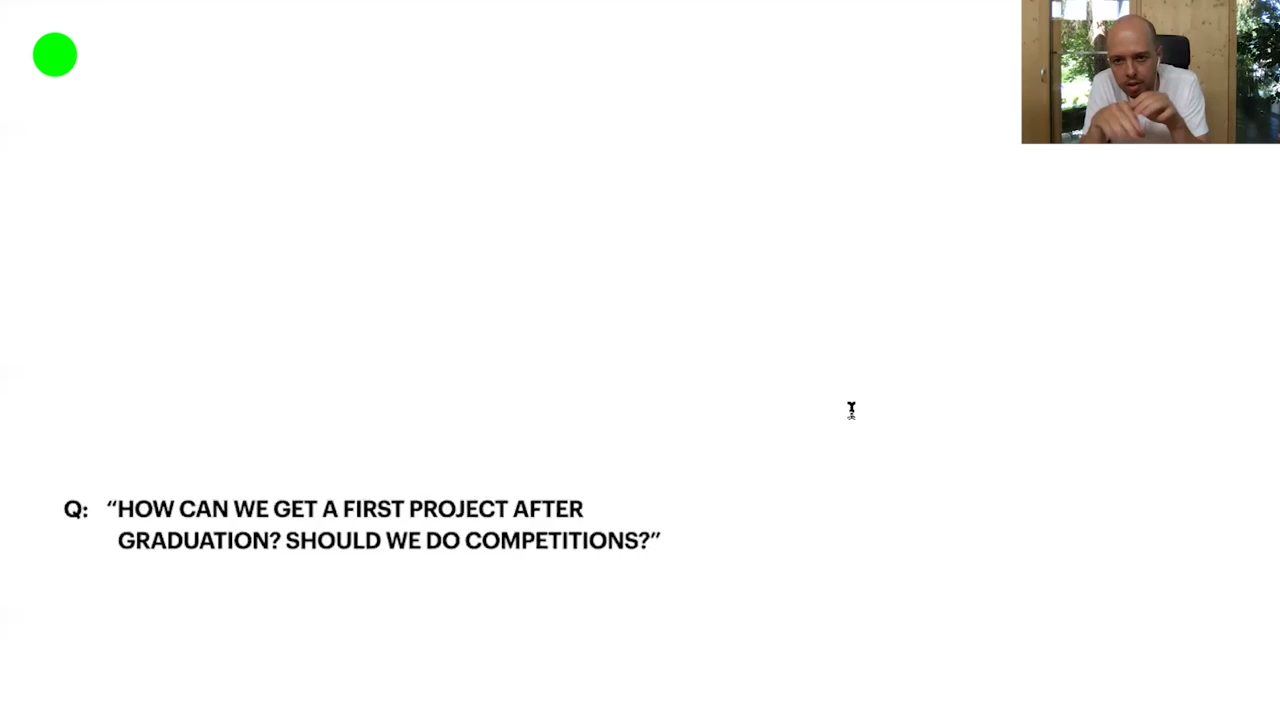 Q: “HOW CAN WE GET A FIRST PROJECT AFTER
GRADUATION? SHOULD WE DO COMPETITIONS?”